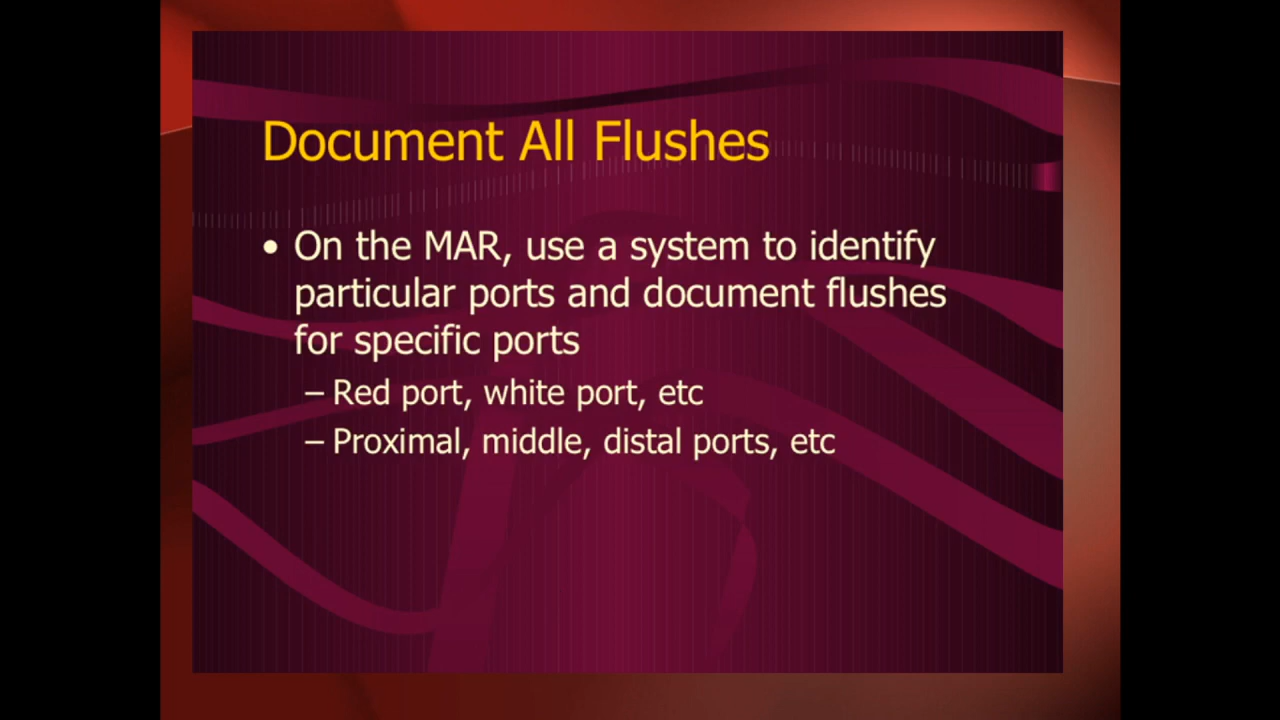 Document All Flushes
• On the MAR, use a system to identify
particular ports and document flushes
for specific ports
– Red port, white port, etc
– Proximal, middle, distal ports, etc